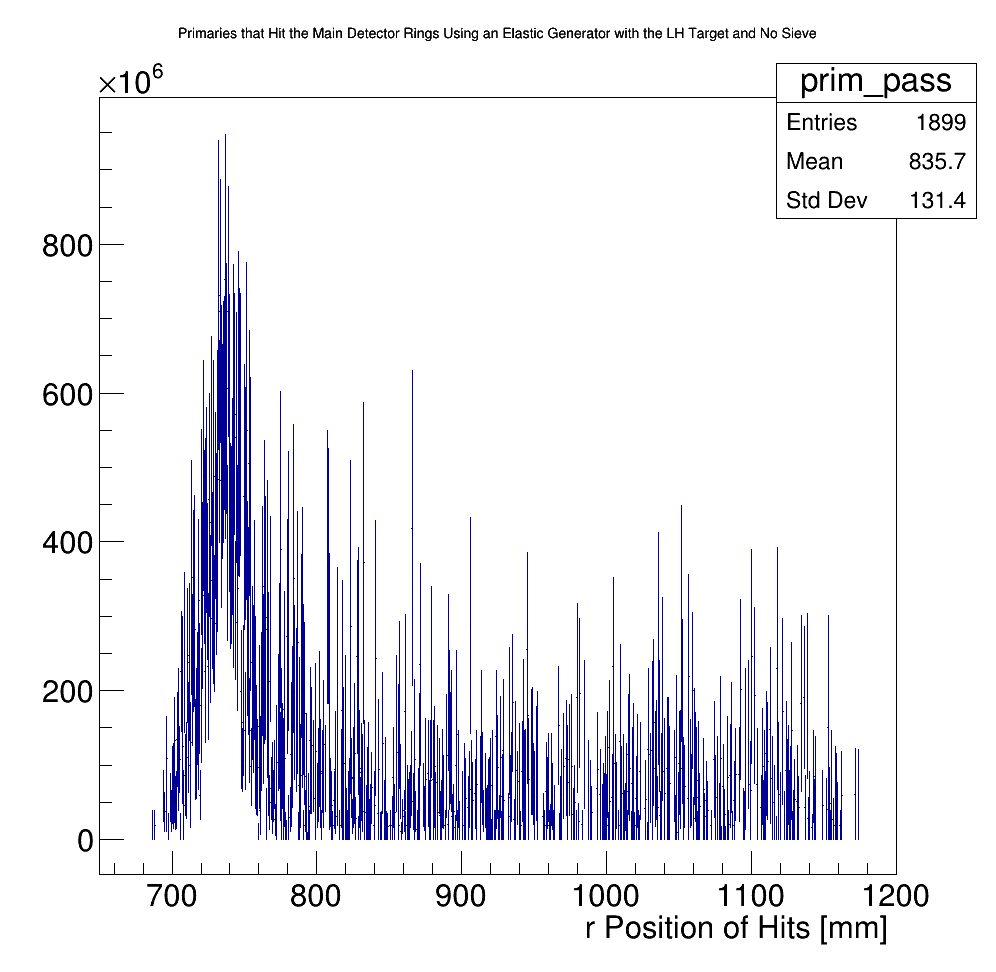 Primaries that Hit the Main Detector Rings Using an Elastic Generator with the LH Target and No Sieve
×10⁶
prim_pass
Entries 1899
Mean 835.7
Std Dev 131.4
800
600
400
200
0
700 800 900 1000 1100 1200
r Position of Hits [mm]